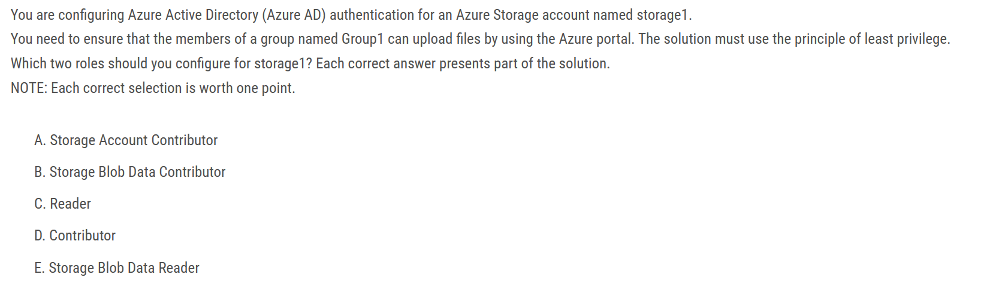 You are configuring Azure Active Directory (Azure AD) authentication for an Azure Storage account named storage1.
You need to ensure that the members of a group named Group1 can upload files by using the Azure portal. The solution must use the principle of least privilege.
Which two roles should you configure for storage1? Each correct answer presents part of the solution.
NOTE: Each correct selection is worth one point.
A. Storage Account Contributor
B. Storage Blob Data Contributor
C. Reader
D. Contributor
E. Storage Blob Data Reader